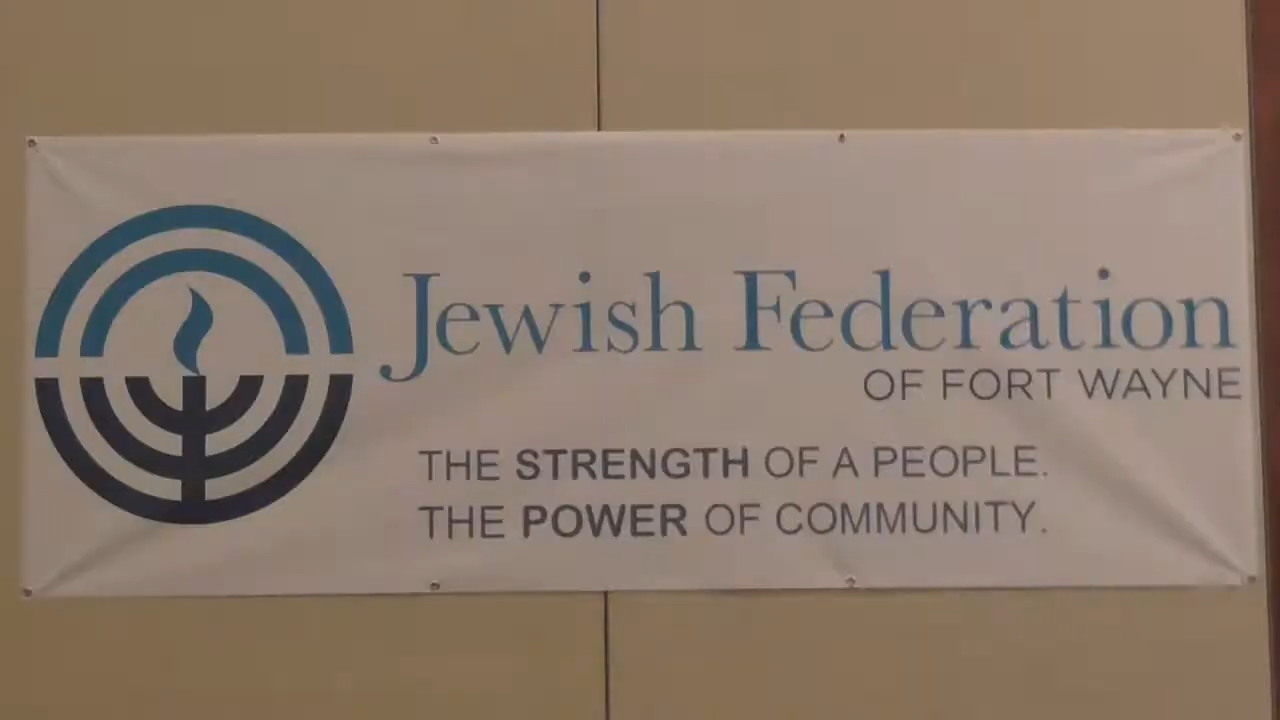 Jewish Federation
OF FORT WAYNE
THE STRENGTH OF A PEOPLE.
THE POWER OF COMMUNITY.